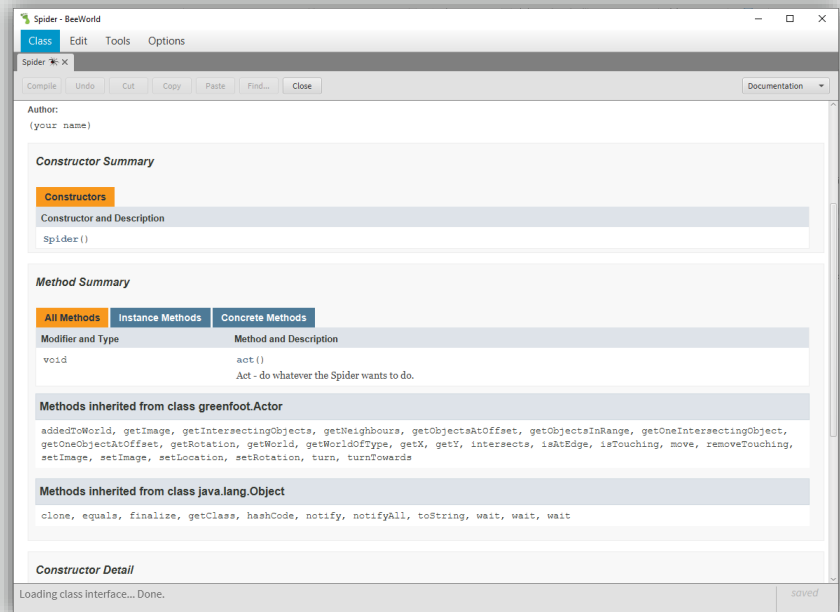 Spider - BeeWorld
Class Edit Tools Options
Spider
Compile Undo Cut Copy Paste Find... Close Documentation
Author:
(your name)
Constructor Summary
Constructors
Constructor and Description
Spider()
Method Summary
All Methods Instance Methods Concrete Methods
Modifier and Type Method and Description
void act()
Act - do whatever the Spider wants to do.
Methods inherited from class greenfoot.Actor
addedToWorld, getImage, getIntersectingObjects, getNeighbours, getObjectsAtOffset, getObjectsInRange, getOneIntersectingObject,
getOneObjectAtOffset, getRotation, getWorld, getWorldOfType, getX, getY, intersects, isAtEdge, isTouching, move, removeTouching,
setImage, setImage, setLocation, setRotation, turn, turnTowards
Methods inherited from class java.lang.Object
clone, equals, finalize, getClass, hashCode, notify, notifyAll, toString, wait, wait, wait
Constructor Detail
Loading class interface... Done.
saved